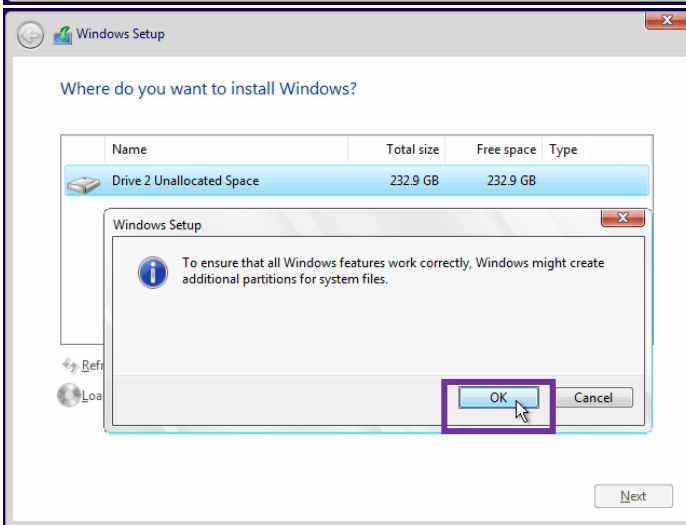 Windows Setup
Where do you want to install Windows?
Name Total size Free space Type
Drive 2 Unallocated Space 232.9 GB 232.9 GB
Windows Setup
To ensure that all Windows features work correctly, Windows might create
additional partitions for system files.
Refr
Loa
OK Cancel
Next